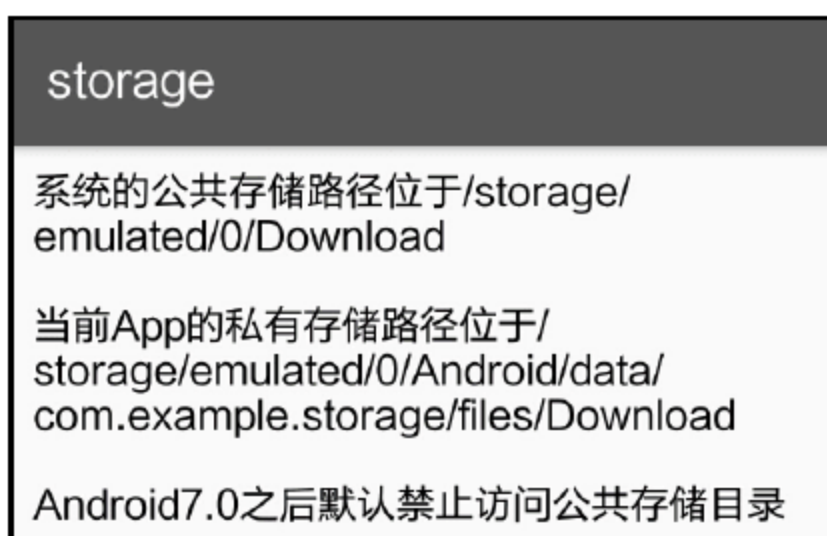 storage
系统的公共存储路径位于/storage/
emulated/0/Download
当前App的私有存储路径位于/
storage/emulated/0/Android/data/
com.example.storage/files/Download
Android7.0之后默认禁止访问公共存储目录